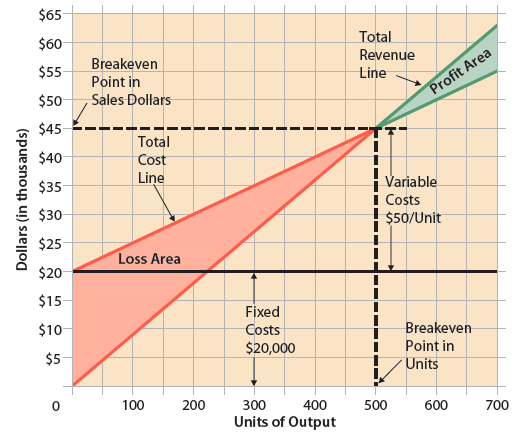 $65
$60
$55
$50
$45
$40
$35
$30
$25
$20
$15
$10
$5
Dollars (in thousands)
Breakeven
Point in
Sales Dollars
Total
Revenue
Line
Profit Area
Total
Cost
Line
Variable
Costs
$50/Unit
Loss Area
Fixed
Costs
$20,000
Breakeven
Point in
Units
0 100 200 300 400 500 600 700
Units of Output